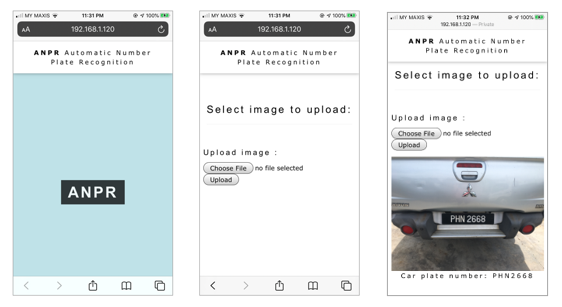 MY MAXIS 11:31 PM 100%
AA 192.168.1.120
ANPR Automatic Number
Plate Recognition
ANPR
MY MAXIS 11:31 PM 100%
AA 192.168.1.120
ANPR Automatic Number
Plate Recognition
Select image to upload:
Upload image :
Choose File no file selected
Upload
MY MAXIS 11:32 PM 100%
192.168.1.120 — Private
ANPR Automatic Number
Plate Recognition
Select image to upload:
Upload image :
Choose File no file selected
Upload
PHN 2668
Car plate number: PHN2668